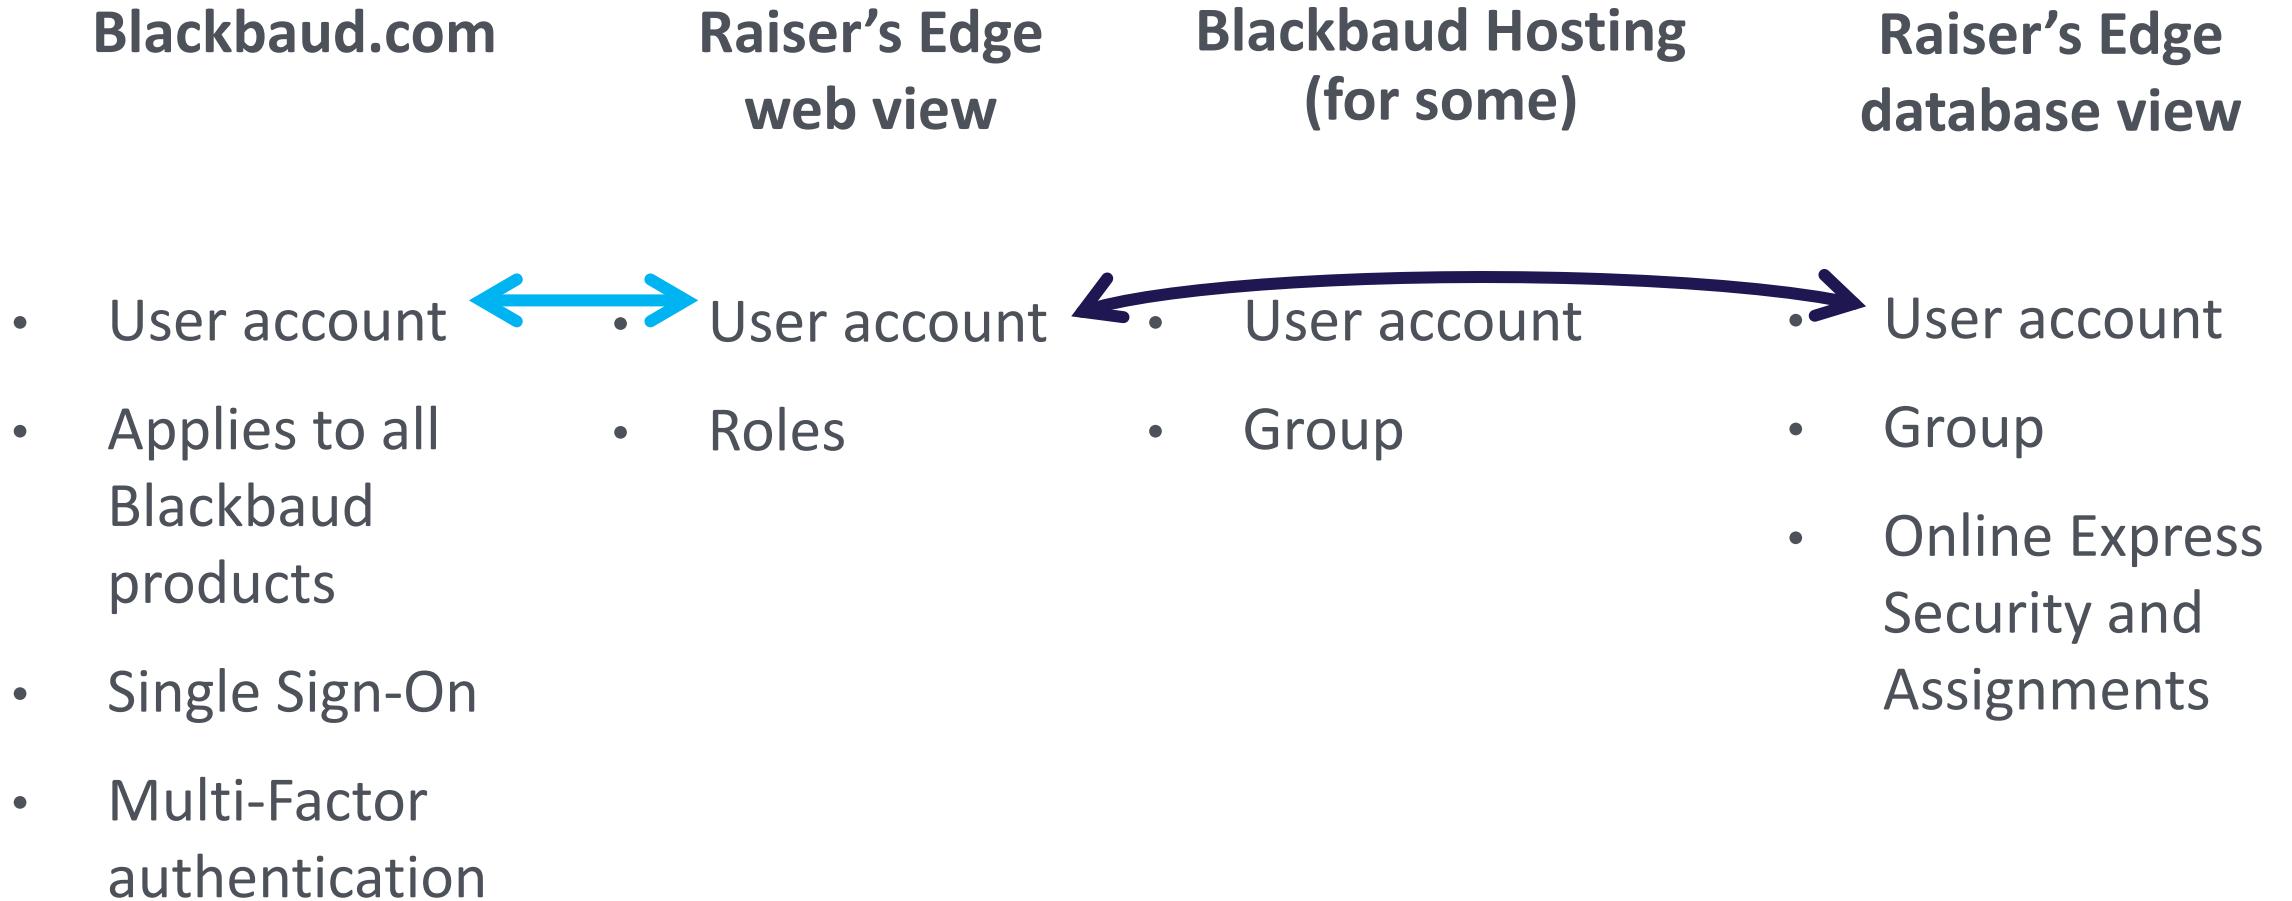 Blackbaud.com
Raiser’s Edge
web view
Blackbaud Hosting
(for some)
Raiser’s Edge
database view
• User account
• Applies to all
Blackbaud
products
• Single Sign-On
• Multi-Factor
authentication
• User account
• Roles
• User account
• Group
• User account
• Group
• Online Express
Security and
Assignments